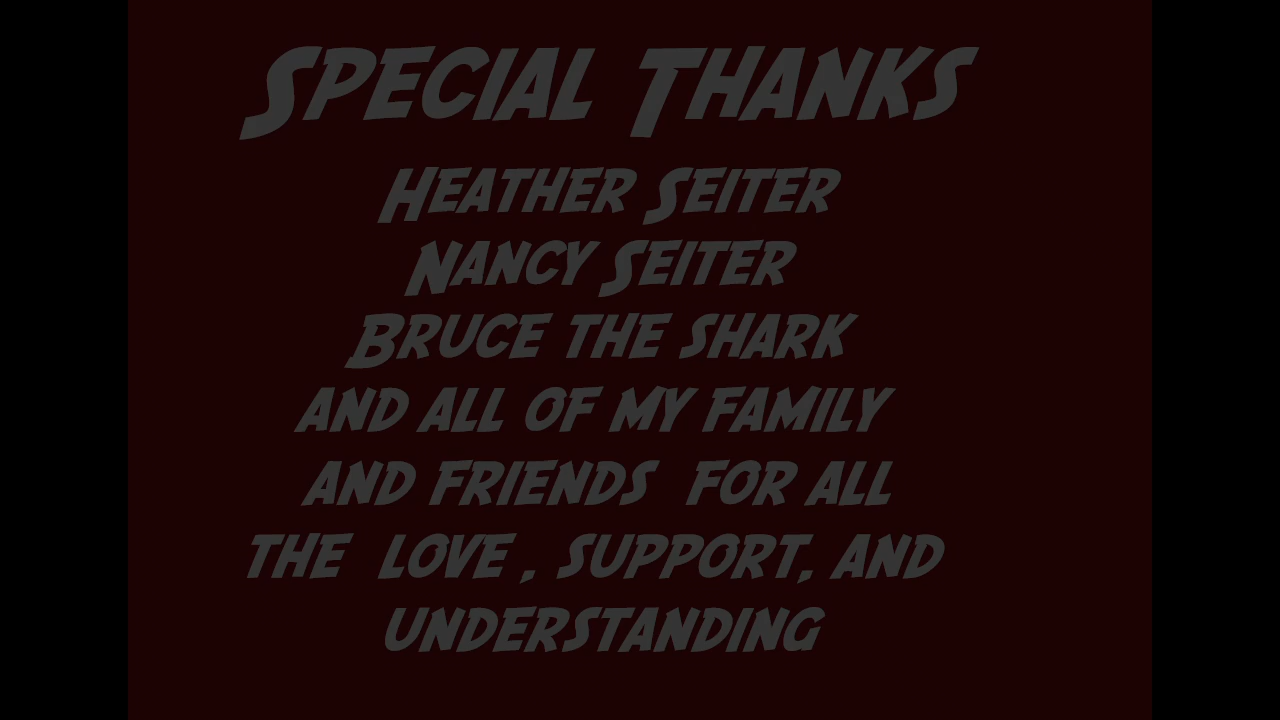 Special Thanks
Heather Seiter
Nancy Seiter
Bruce the shark
and all of my family
and friends  for all
the  love , support, and
understanding